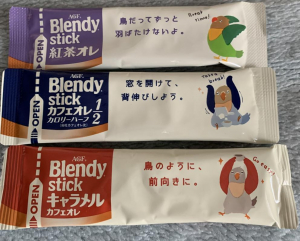 AGF
Blendy
stick
紅茶オレ
鳥だってずっと
羽ばたけないよ。
Break
time!
OPEN
AGF
Blendy
stick
カフェオレ
カロリーハーフ
1/2
窓を開けて、
背伸びしよう。
OPEN
AGF
Blendy
stick
キャラメル
カフェオレ
鳥のように、
前向きに。
Great!
OPEN